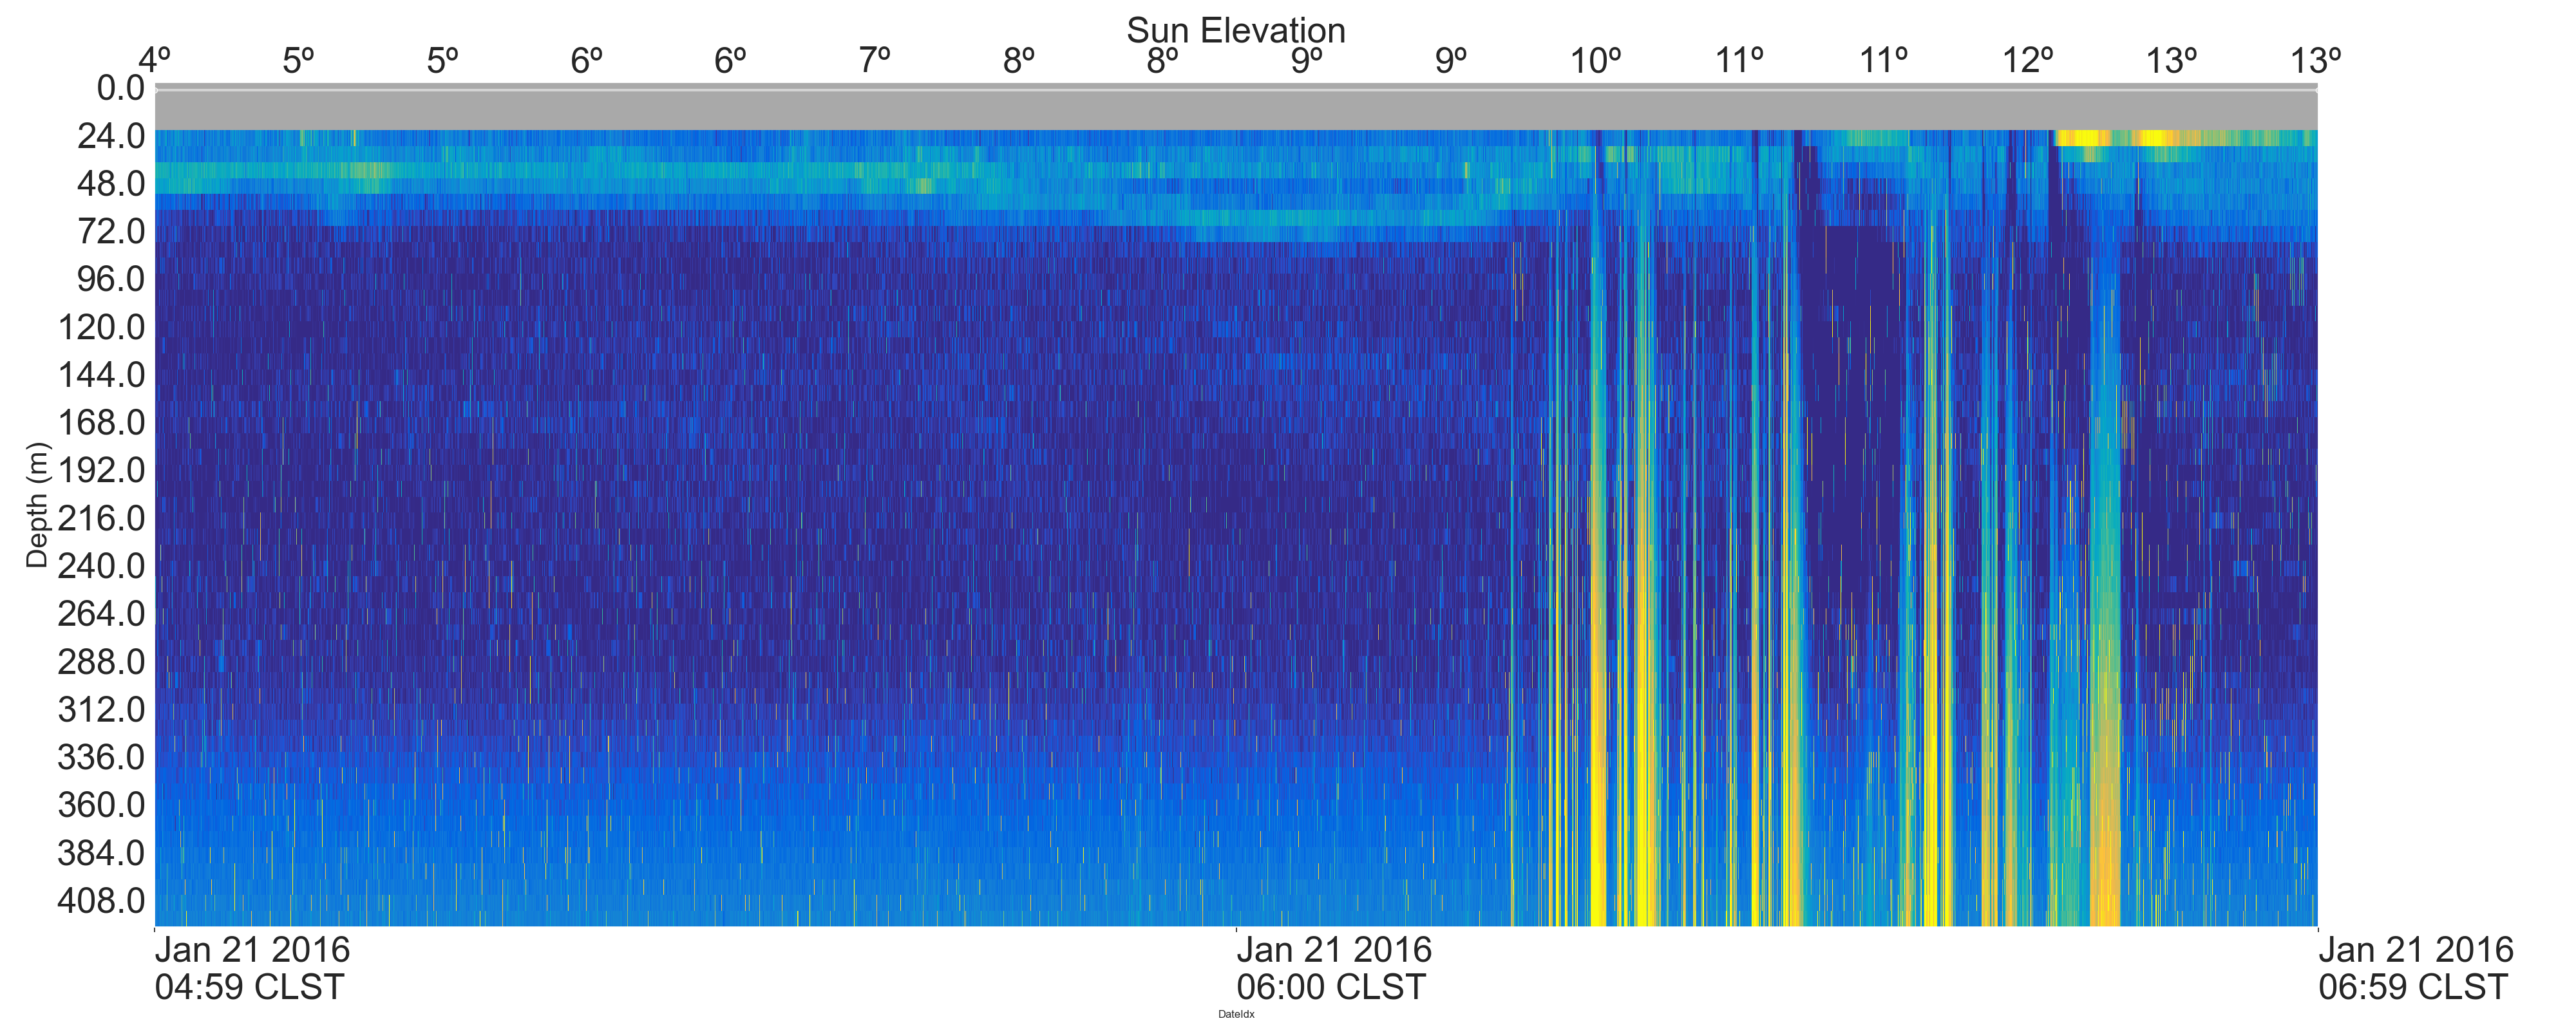 Sun Elevation
4º 5º 5º 6º 6º 7º 8º 8º 9º 9º 10º 11º 11º 12º 13º 13º
0.0
24.0
48.0
72.0
96.0
120.0
144.0
168.0
192.0
216.0
240.0
264.0
288.0
312.0
336.0
360.0
384.0
408.0
Depth (m)
Jan 21 2016
04:59 CLST
Jan 21 2016
06:00 CLST
Jan 21 2016
06:59 CLST
DateIdx